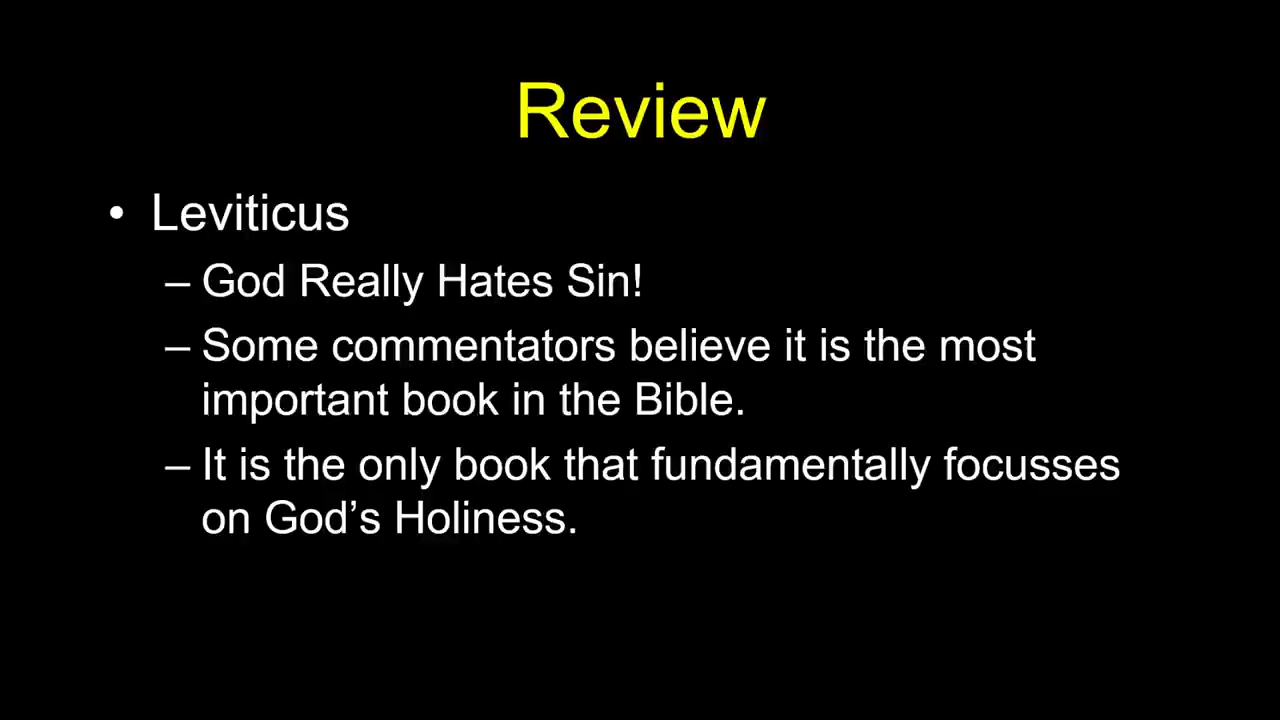 Review
• Leviticus
– God Really Hates Sin!
– Some commentators believe it is the most
important book in the Bible.
– It is the only book that fundamentally focusses
on God’s Holiness.